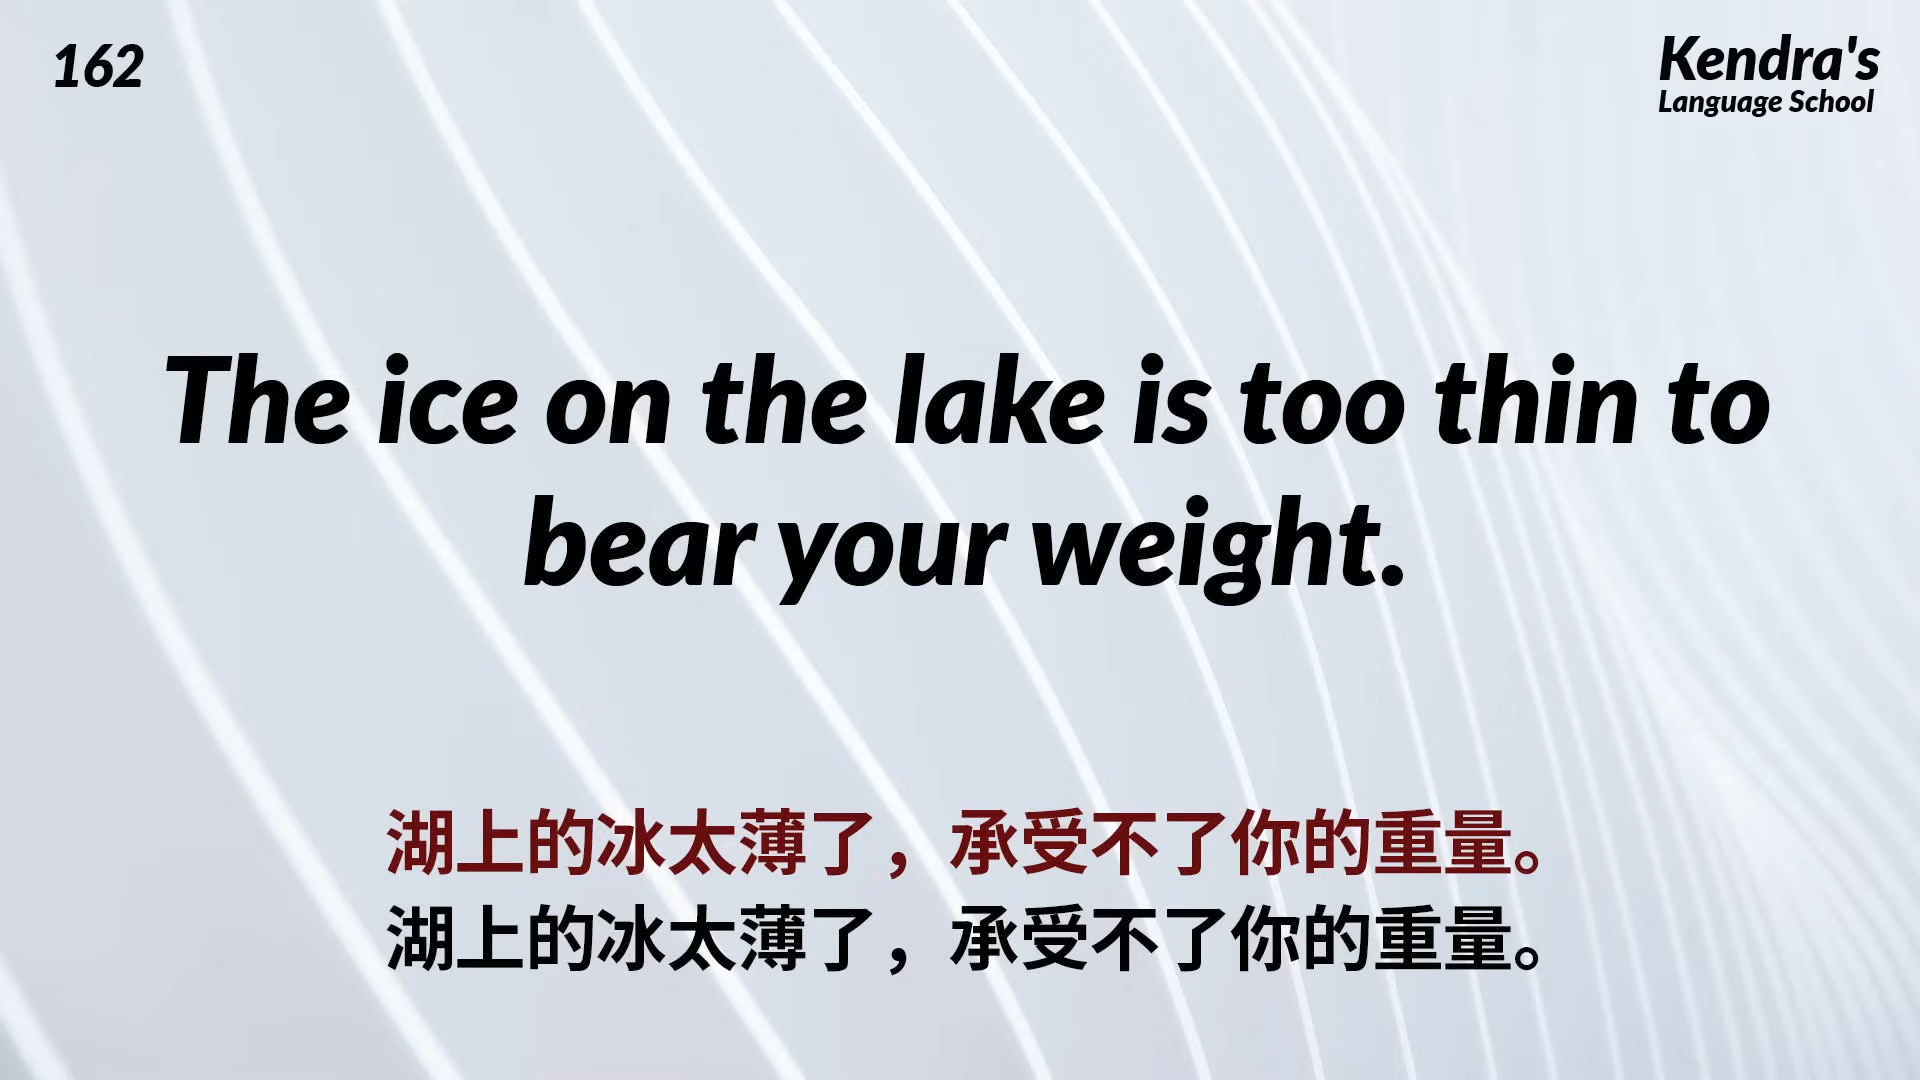 162
Kendra's
Language School
The ice on the lake is too thin to
bear your weight.
湖上的冰太薄了，承受不了你的重量。
湖上的冰太薄了，承受不了你的重量。